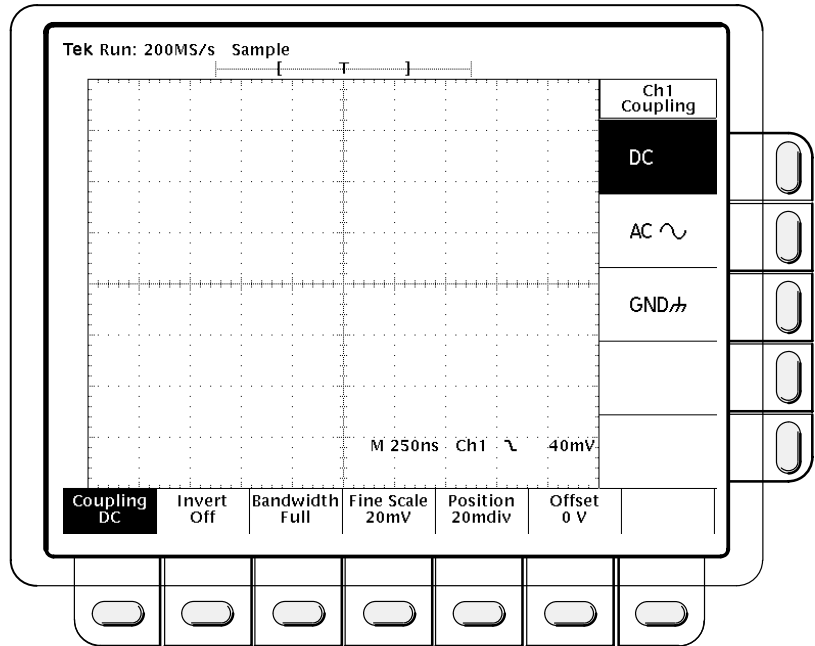 Tek Run: 200MS/s Sample
[ T ]
Ch1
Coupling
DC
AC
GND
M 250ns Ch1 40mV
Coupling
DC
Invert
Off
Bandwidth
Full
Fine Scale
20mV
Position
20mdiv
Offset
0 V